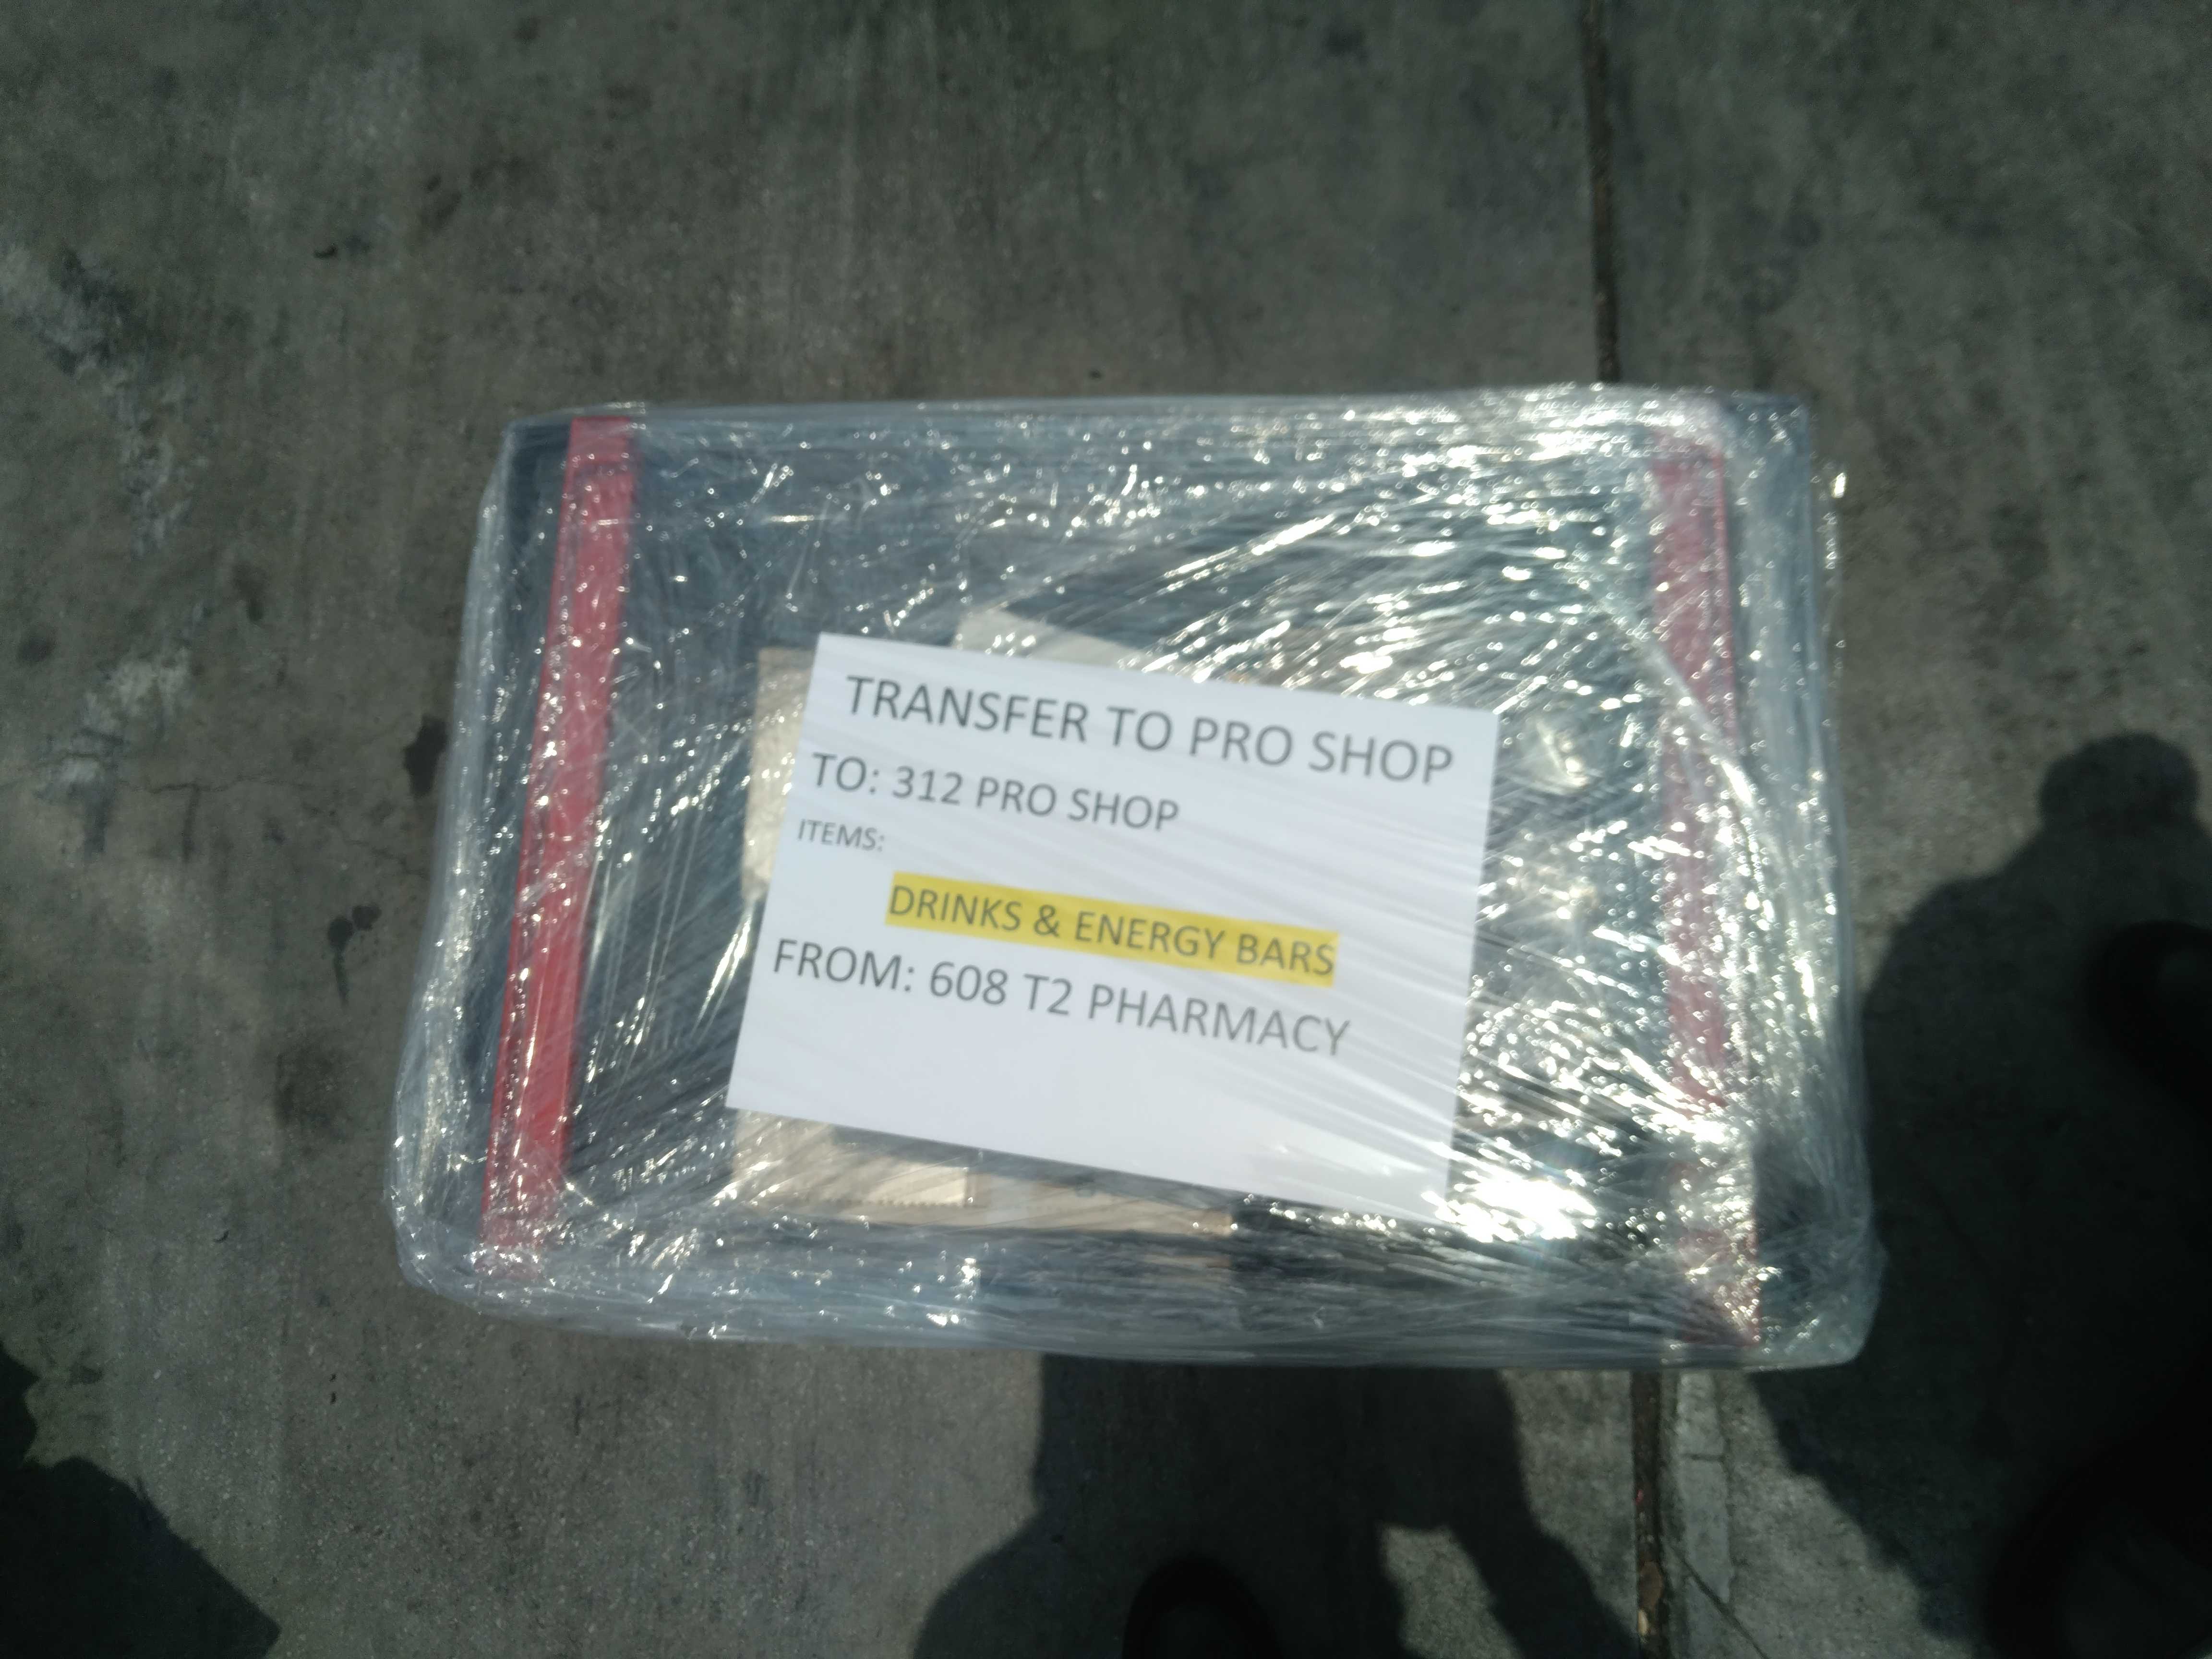 TRANSFER TO PRO SHOP
TO: 312 PRO SHOP
ITEMS:
DRINKS & ENERGY BARS
FROM: 608 T2 PHARMACY